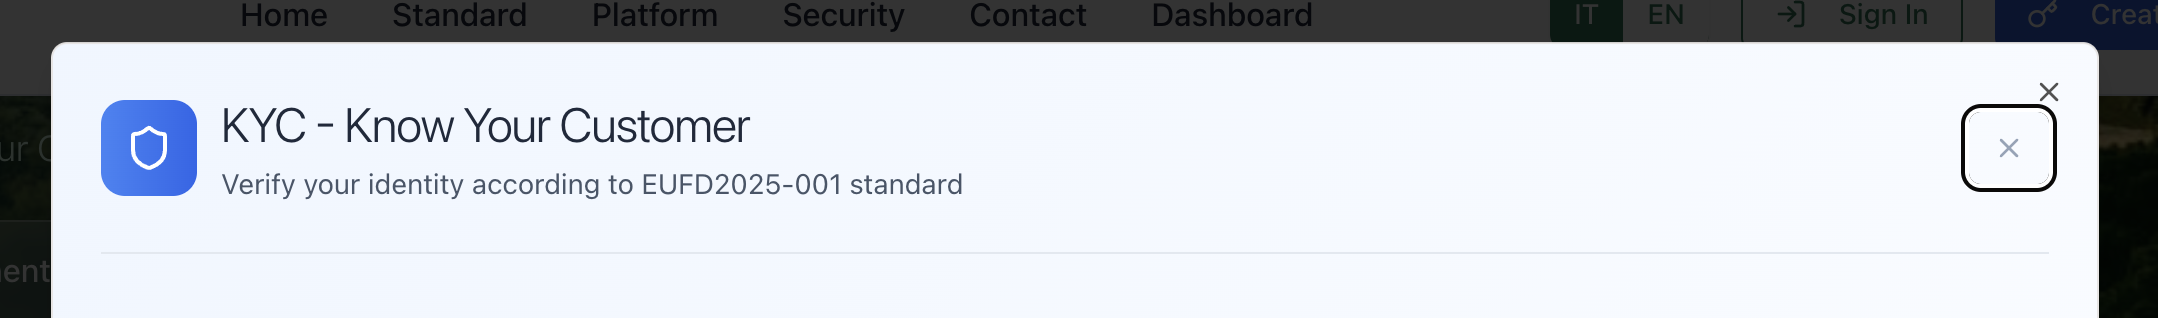 Home Standard Platform Security Contact Dashboard IT EN Sign In Creat
KYC - Know Your Customer
Verify your identity according to EUFD2025-001 standard